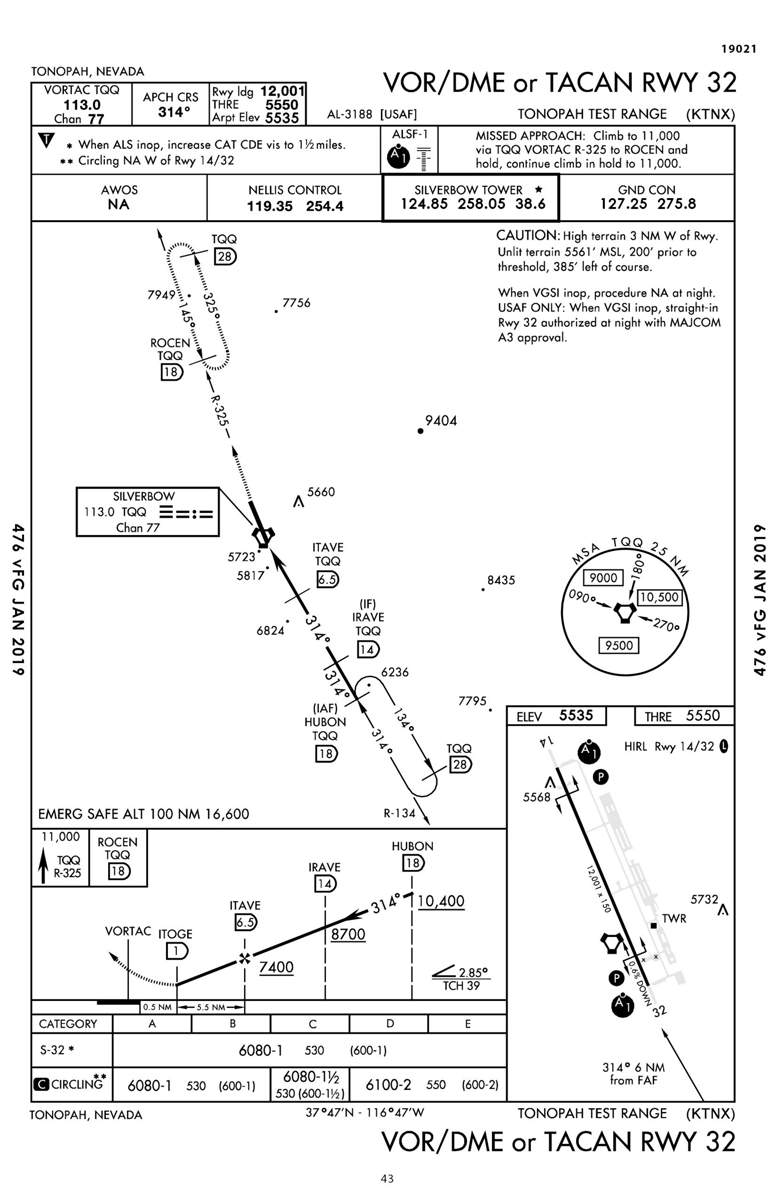 19021
TONOPAH, NEVADA
VOR/DME or TACAN RWY 32
VORTAC TQQ
113.0
Chan 77
APCH CRS
314°
Rwy ldg 12,001
THRE 5550
Arpt Elev 5535
AL-3188 [USAF]
TONOPAH TEST RANGE (KTNX)
T
* When ALS inop, increase CAT CDE vis to 1½ miles.
** Circling NA W of Rwy 14/32
ALSF-1
A1
MISSED APPROACH: Climb to 11,000
via TQQ VORTAC R-325 to ROCEN and
hold, continue climb in hold to 11,000.
AWOS
NA
NELLIS CONTROL
119.35 254.4
SILVERBOW TOWER ★
124.85 258.05 38.6
GND CON
127.25 275.8
CAUTION: High terrain 3 NM W of Rwy.
Unlit terrain 5561' MSL, 200' prior to
threshold, 385' left of course.
When VGSI inop, procedure NA at night.
USAF ONLY: When VGSI inop, straight-in
Rwy 32 authorized at night with MAJCOM
A3 approval.
TQQ
28
7949
325°
145°
7756
ROCEN
TQQ
18
R-325
9404
SILVERBOW
113.0 TQQ
Chan 77
5660
5723
5817
ITAVE
TQQ
6.5
8435
6824
314°
(IF)
IRAVE
TQQ
14
314°
6236
7795
(IAF)
HUBON
TQQ
18
134°
314°
TQQ
28
R-134
MSA TQQ 25 NM
9000
180°
10,500
090°
270°
9500
476 vFG JAN 2019
476 vFG JAN 2019
EMERG SAFE ALT 100 NM 16,600
ELEV 5535
THRE 5550
14
A1
HIRL Rwy 14/32 L
P
5568
12,001 x 150
5732
TWR
0.6% DOWN
P
A1
32
314° 6 NM
from FAF
11,000
TQQ
R-325
ROCEN
TQQ
18
HUBON
18
IRAVE
14
314°
10,400
ITAVE
6.5
8700
VORTAC
ITOGE
1
7400
2.85°
TCH 39
0.5 NM
5.5 NM
CATEGORY A B C D E
S-32 * 6080-1 530 (600-1)
C CIRCLING** 6080-1 530 (600-1) 6080-1½ 530 (600-1½) 6100-2 550 (600-2)
TONOPAH, NEVADA
37°47'N - 116°47'W
TONOPAH TEST RANGE (KTNX)
VOR/DME or TACAN RWY 32
43